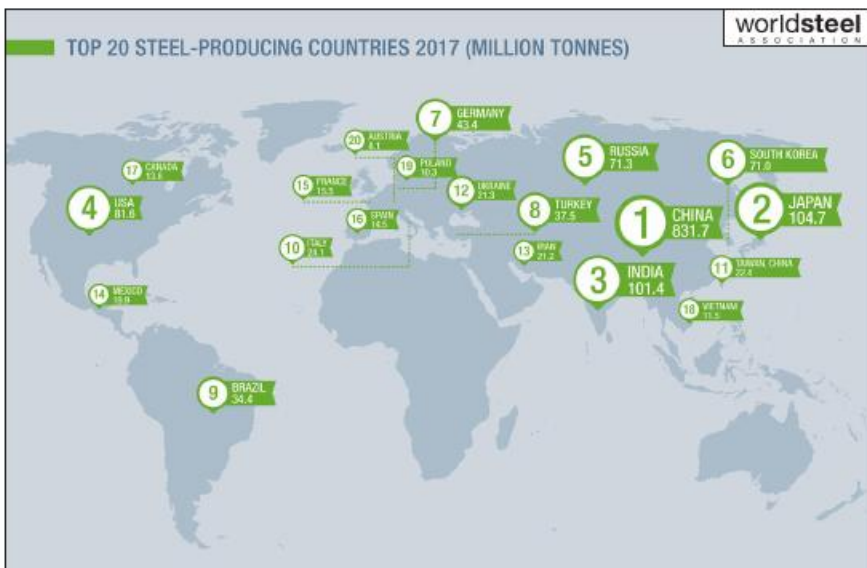 worldsteel
ASSOCIATION
TOP 20 STEEL-PRODUCING COUNTRIES 2017 (MILLION TONNES)
7
GERMANY
43.4
20
AUSTRIA
8.1
19
POLAND
10.3
5
RUSSIA
71.3
6
SOUTH KOREA
71.0
17
CANADA
13.6
15
FRANCE
15.5
12
UKRAINE
21.3
4
USA
81.6
16
SPAIN
14.5
8
TURKEY
37.5
1
CHINA
831.7
2
JAPAN
104.7
10
ITALY
24.1
13
IRAN
21.2
3
INDIA
101.4
11
TAIWAN, CHINA
22.4
14
MEXICO
19.9
18
VIETNAM
11.5
9
BRAZIL
34.4